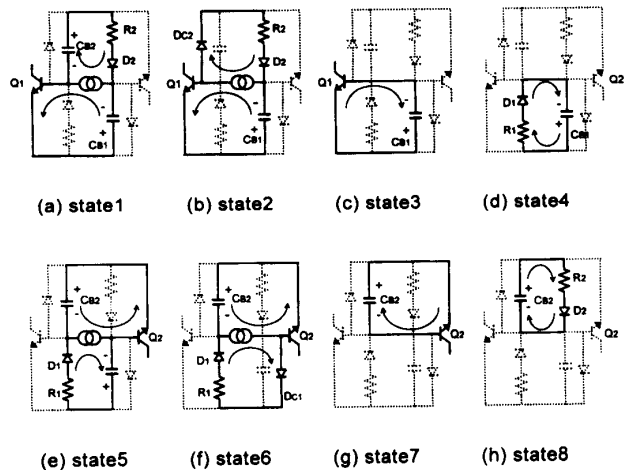 + R2
CB2
- D2
Q1
-
+
CB1
(a) state1
DC2 R2
D2
Q1
-
+
CB1
(b) state2
Q1
-
+
CB1
(c) state3
Q2
D1 -
+
R1
(d) state4
+
CB2
-
Q2
D1 -
R1 +
(e) state5
+
CB2
-
Q2
D1
R1 DC1
(f) state6
+
CB2
-
Q2
(g) state7
+ R2
CB2
- D2
Q2
(h) state8